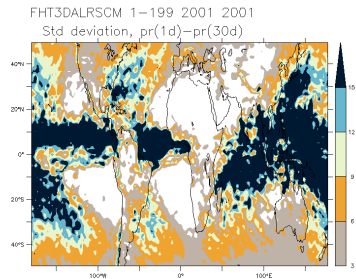 FHT3DALRSCM 1-199 2001 2001
Std deviation, pr(1d)-pr(30d)
40°N
20°N
0°
20°S
40°S
100°W
0°
100°E
15
12
9
6
3